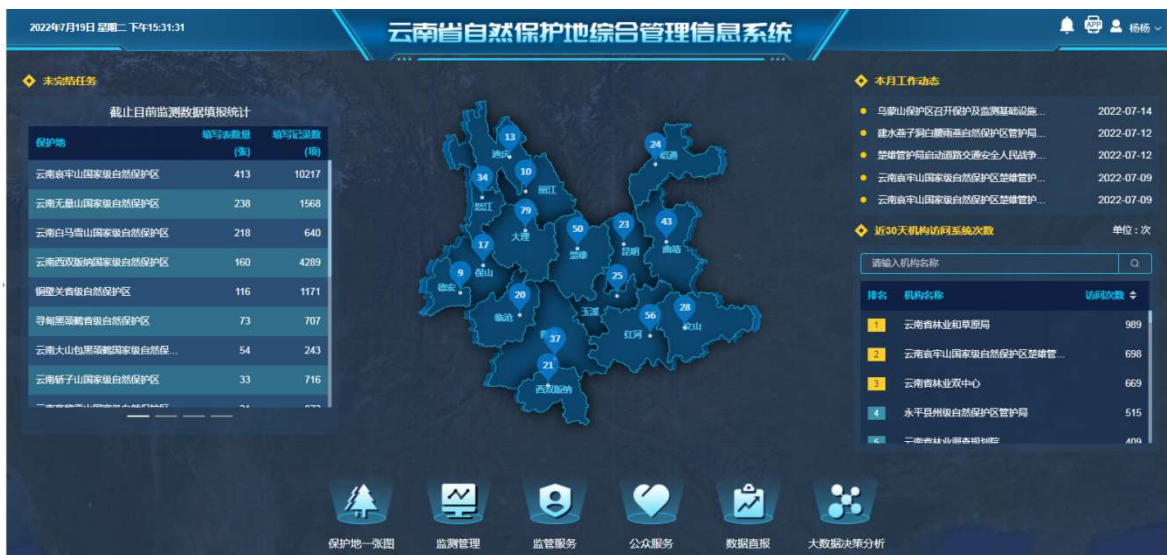 2022年7月19日 星期二 下午15:31:31
云南省自然保护地综合管理信息系统
APP
杨杨
未完结任务
截止目前监测数据填报统计
保护地 填写表数量(张) 填写记录数(项)
云南哀牢山国家级自然保护区 413 10217
云南无量山国家级自然保护区 238 1568
云南白马雪山国家级自然保护区 218 640
云南西双版纳国家级自然保护区 160 4289
铜壁关省级自然保护区 116 1171
寻甸黑颈鹤省级自然保护区 73 707
云南大山包黑颈鹤国家级自然保... 54 243
云南轿子山国家级自然保护区 33 716
13
迪庆
24
昭通
10
丽江
34
怒江
79
大理
50
楚雄
23
昆明
43
曲靖
17
保山
9
德宏
25
玉溪
20
临沧
56
红河
28
文山
37
21
西双版纳
本月工作动态
乌蒙山保护区召开保护及监测基础设施... 2022-07-14
建水燕子洞白腰雨燕自然保护区管护局... 2022-07-12
楚雄管护局启动道路交通安全人民战争... 2022-07-12
云南哀牢山国家级自然保护区楚雄管护... 2022-07-09
云南哀牢山国家级自然保护区楚雄管护... 2022-07-09
近30天机构访问系统次数 单位:次
请输入机构名称
排名 机构名称 访问次数
1 云南省林业和草原局 989
2 云南哀牢山国家级自然保护区楚雄管... 698
3 云南省林业双中心 669
4 永平县州级自然保护区管护局 515
5 云南省林业调查规划院 409
保护地一张图
监测管理
监管服务
公众服务
数据直报
大数据决策分析